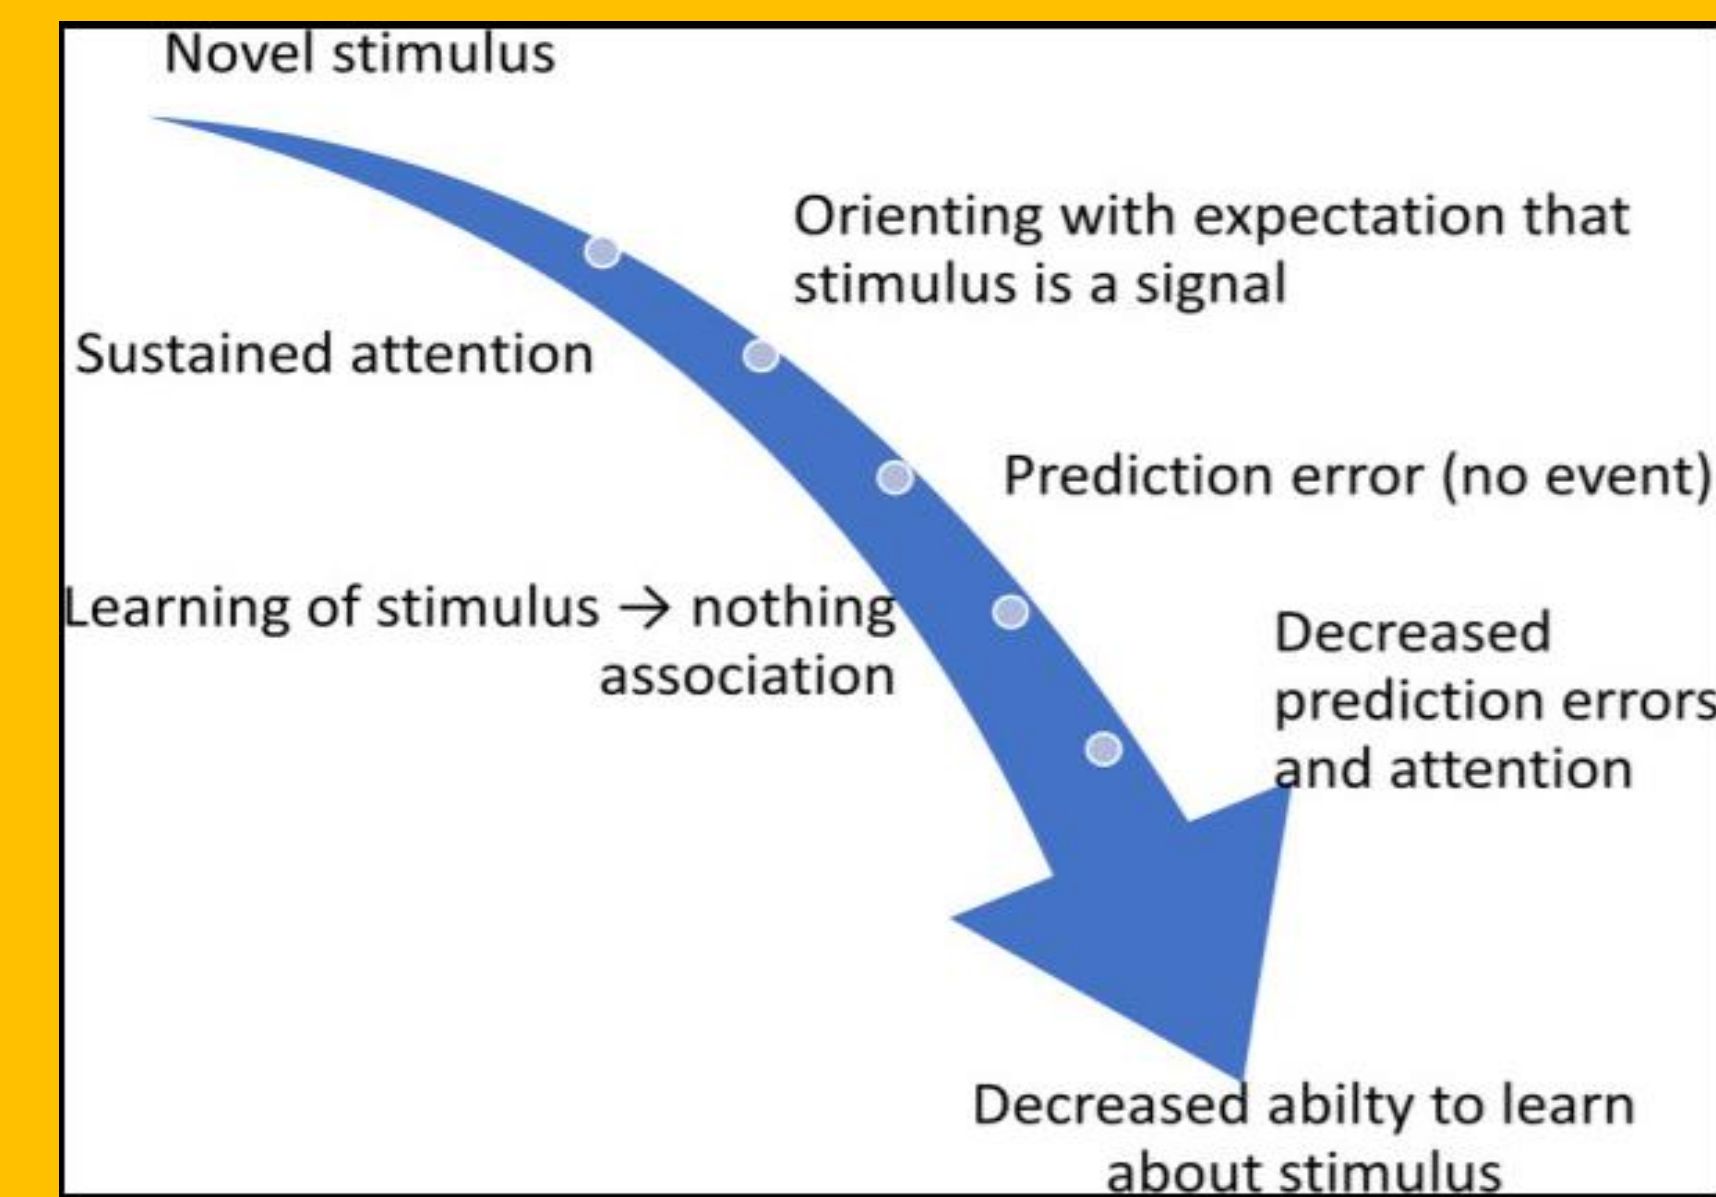 Novel stimulus
Orienting with expectation that
stimulus is a signal
Sustained attention
Prediction error (no event)
Learning of stimulus → nothing
association
Decreased
prediction errors
and attention
Decreased abilty to learn
about stimulus